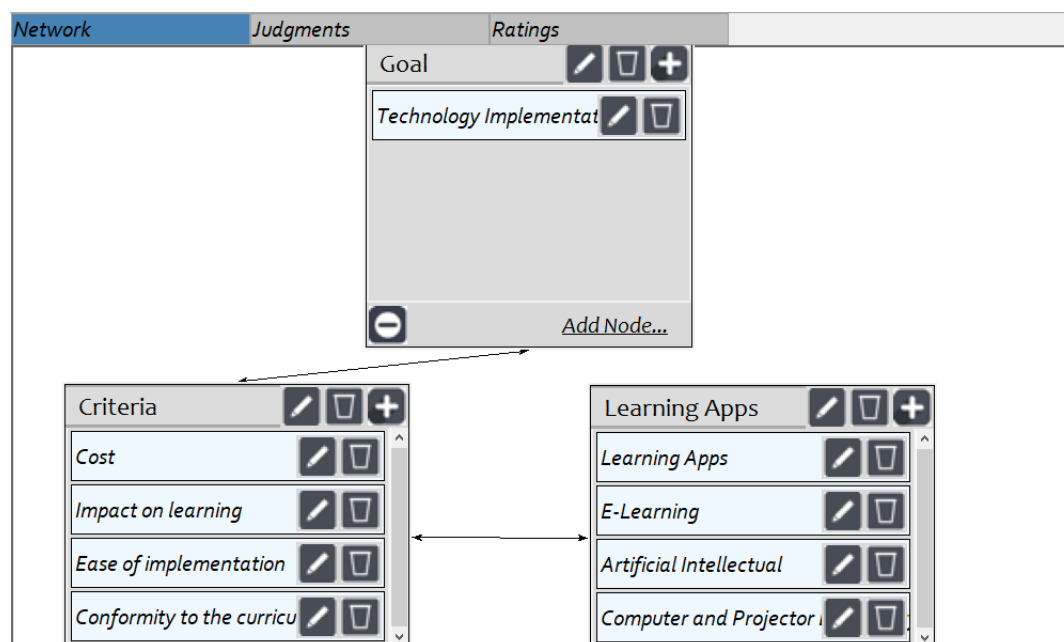 Network
Judgments
Ratings
Goal
Technology Implementat
Add Node...
Criteria
Cost
Impact on learning
Ease of implementation
Conformity to the curricu
Learning Apps
Learning Apps
E-Learning
Artificial Intellectual
Computer and Projector